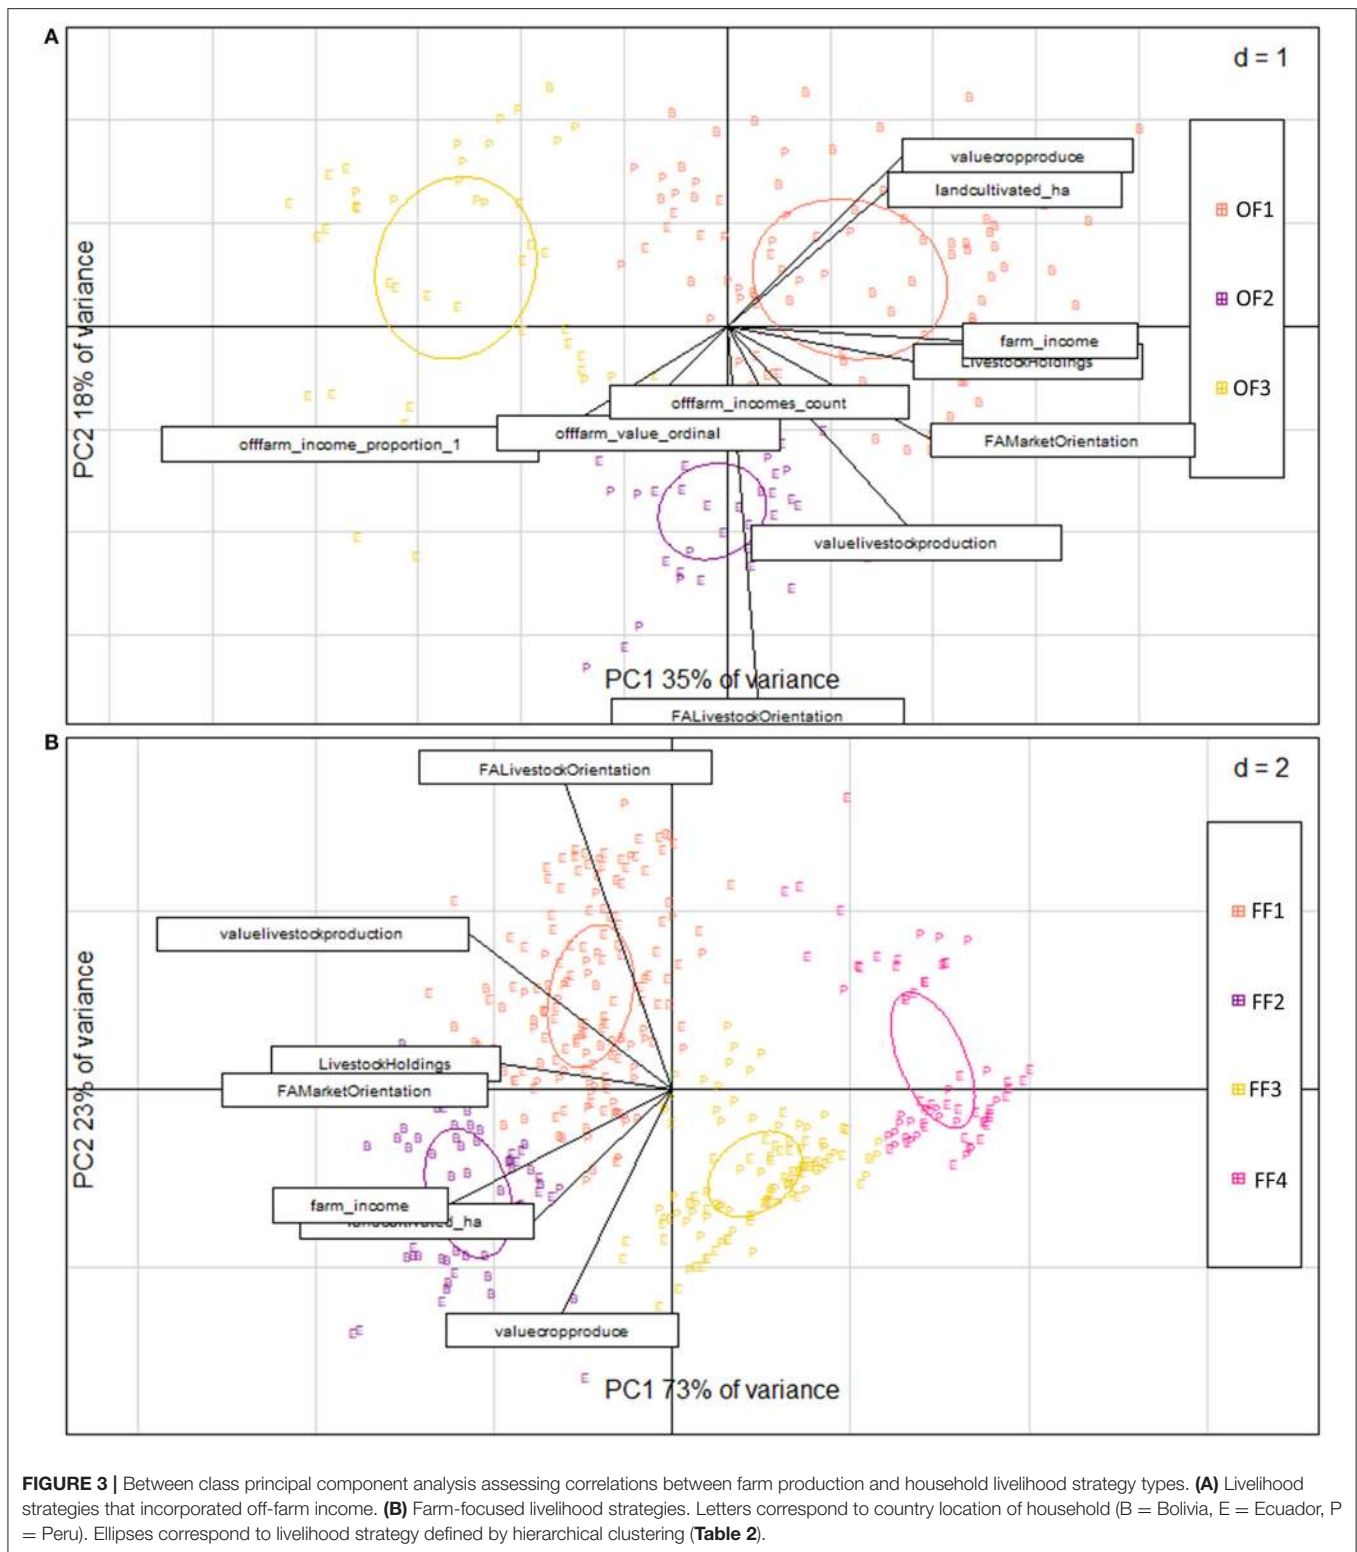 A
d = 1
valuecropproduce
landcultivated_ha
OF1
OF2
OF3
farm_income
LivestockHoldings
offfarm_incomes_count
offfarm_value_ordinal
offfarm_income_proportion_1
FAMarketOrientation
valuelivestockproduction
PC2 18% of variance
PC1 35% of variance
FALivestockOrientation
B
d = 2
FALivestockOrientation
valuelivestockproduction
FF1
FF2
FF3
FF4
LivestockHoldings
FAMarketOrientation
PC2 23% of variance
farm_income
landcultivated_ha
valuecropproduce
PC1 73% of variance
FIGURE 3 | Between class principal component analysis assessing correlations between farm production and household livelihood strategy types. (A) Livelihood
strategies that incorporated off-farm income. (B) Farm-focused livelihood strategies. Letters correspond to country location of household (B = Bolivia, E = Ecuador, P
= Peru). Ellipses correspond to livelihood strategy defined by hierarchical clustering (Table 2).